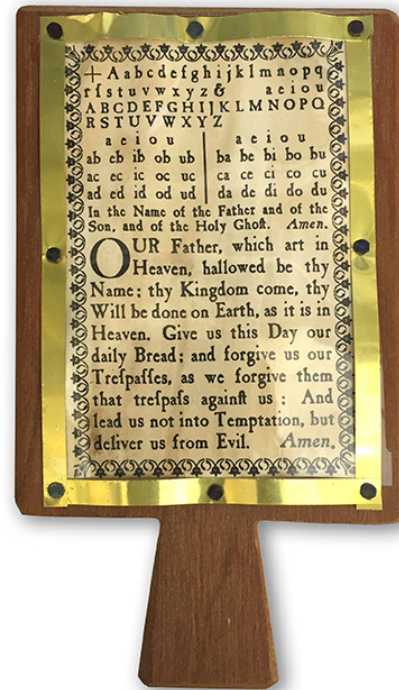 +Aabcdefghijklmnopq
rſstuvwxyz& aeiou
ABCDEFGHIJKLMNOPQ
RSTUVWXYZ
a e i o u a e i o u
ab eb ib ob ub ba be bi bo bu
ac ec ic oc uc ca ce ci co cu
ad ed id od ud da de di do du
In the Name of the Father and of the
Son, and of the Holy Ghoſt. Amen.
OUR Father, which art in
Heaven, hallowed be thy
Name; thy Kingdom come, thy
Will be done on Earth, as it is in
Heaven. Give us this Day our
daily Bread; and forgive us our
Treſpaſſes, as we forgive them
that treſpaſs againſt us : And
lead us not into Temptation, but
deliver us from Evil. Amen.